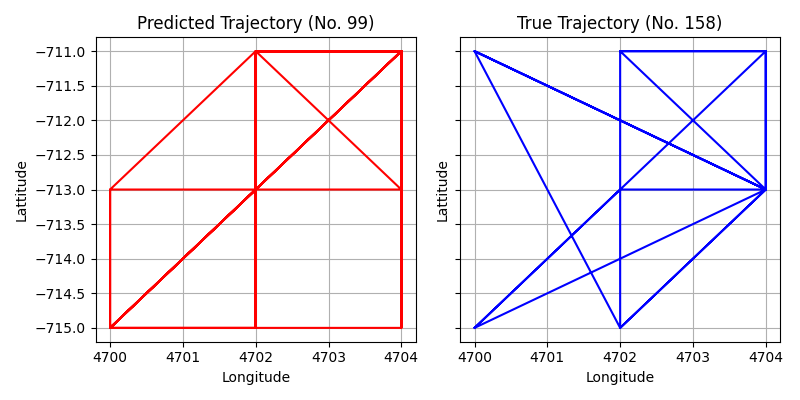 Predicted Trajectory (No. 99)
True Trajectory (No. 158)
Lattitude
−711.0
−711.5
−712.0
−712.5
−713.0
−713.5
−714.0
−714.5
−715.0
4700 4701 4702 4703 4704
Longitude
Lattitude
4700 4701 4702 4703 4704
Longitude